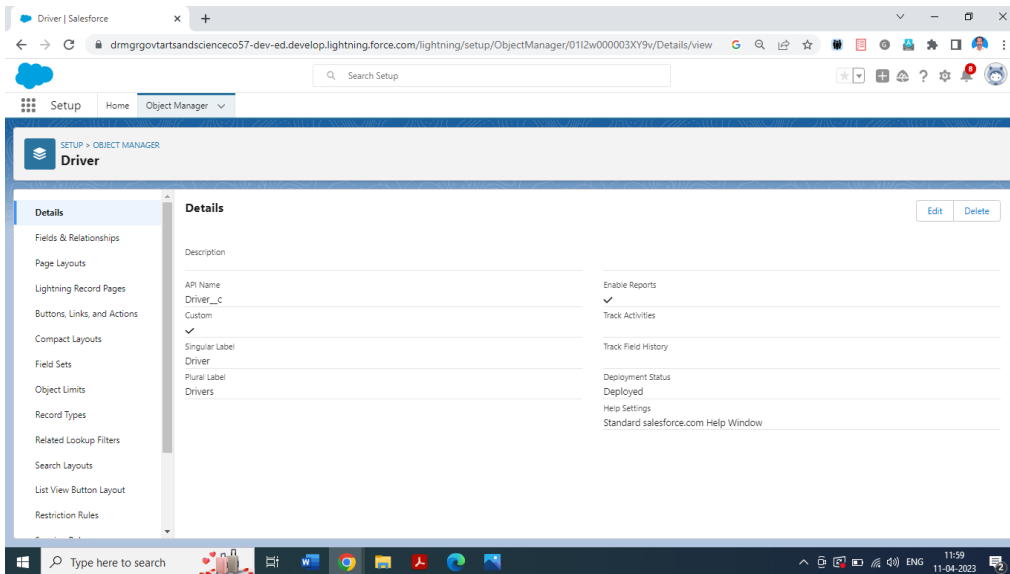 Driver | Salesforce
drmgrgovtartsandscienceco57-dev-ed.develop.lightning.force.com/lightning/setup/ObjectManager/01I2w000003XY9v/Details/view
Search Setup
8
Setup Home Object Manager
SETUP > OBJECT MANAGER
Driver
Details
Fields & Relationships
Page Layouts
Lightning Record Pages
Buttons, Links, and Actions
Compact Layouts
Field Sets
Object Limits
Record Types
Related Lookup Filters
Search Layouts
List View Button Layout
Restriction Rules
Details
Edit Delete
Description
API Name
Driver__c
Custom
Singular Label
Driver
Plural Label
Drivers
Enable Reports
Track Activities
Track Field History
Deployment Status
Deployed
Help Settings
Standard salesforce.com Help Window
Type here to search
ENG
11:59
11-04-2023
2